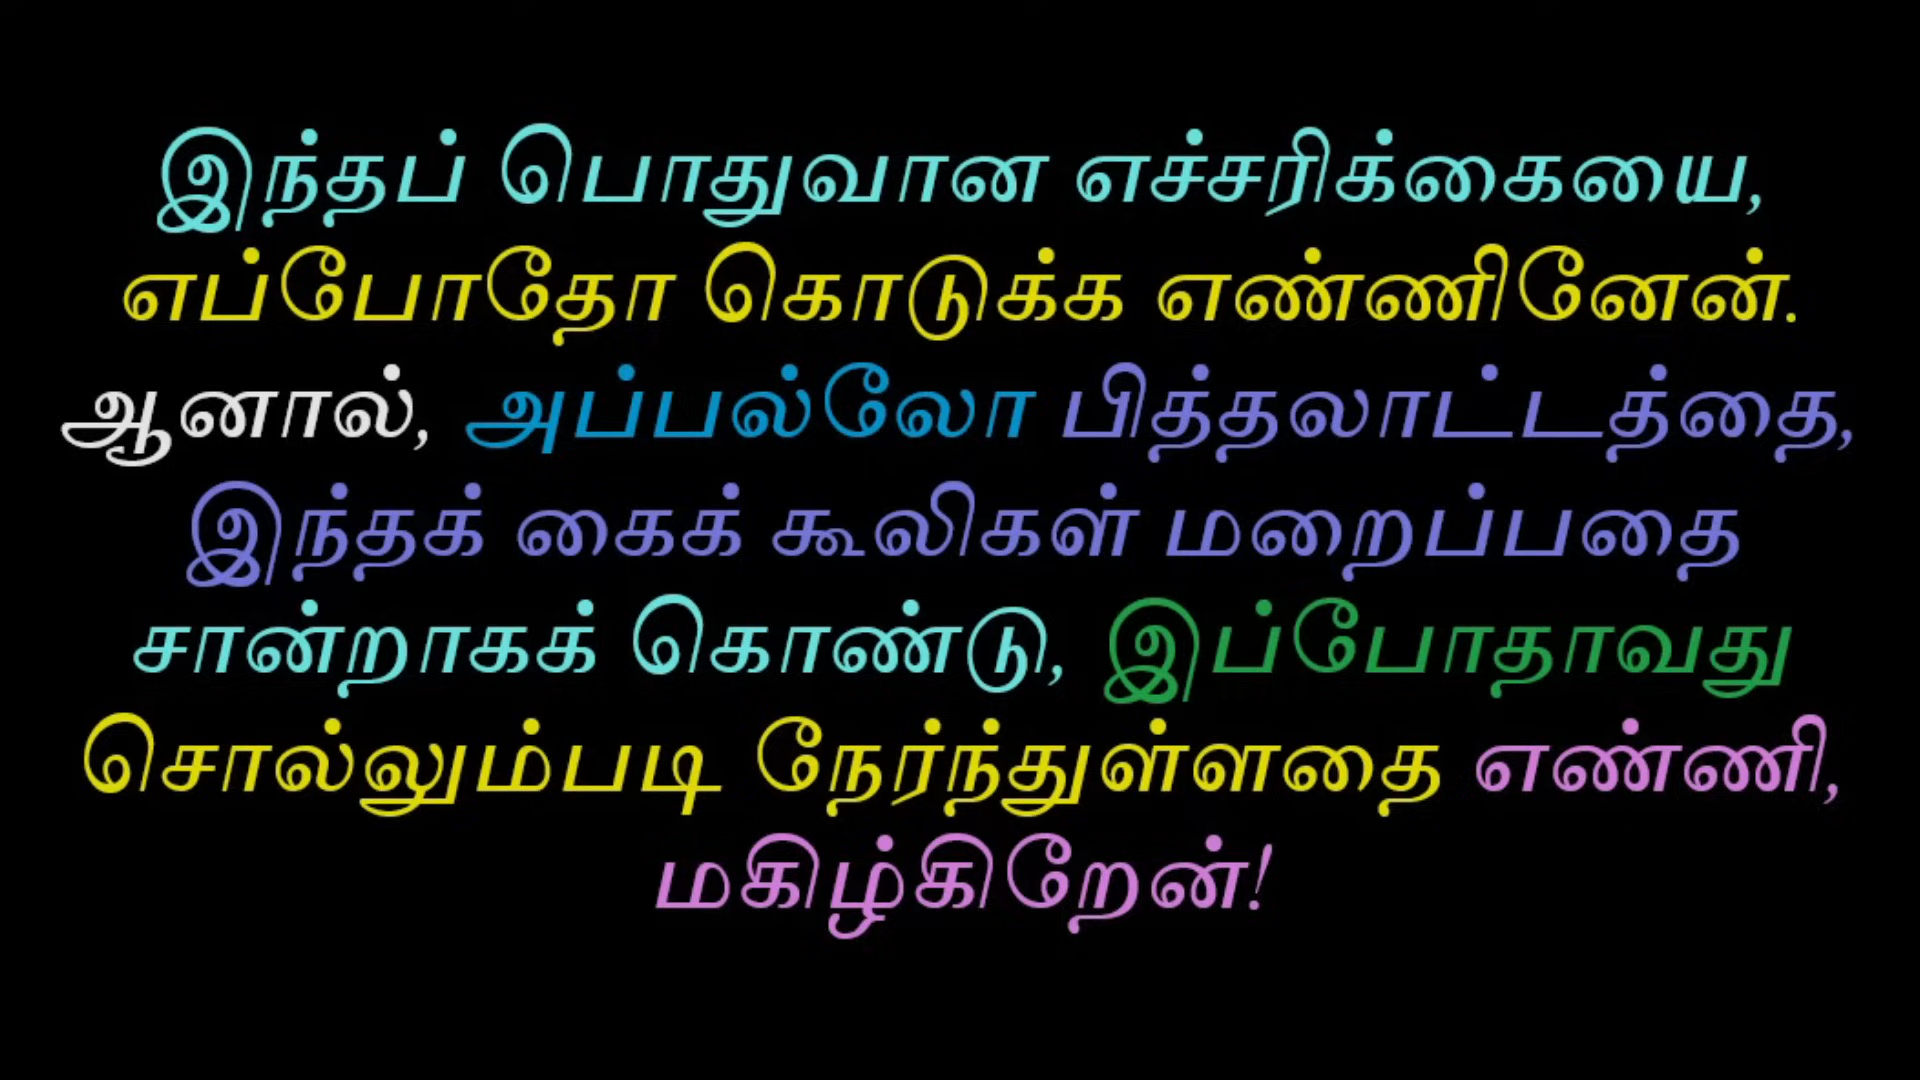 இந்தப் பொதுவான எச்சரிக்கையை,
எப்போதோ கொடுக்க எண்ணினேன்.
ஆனால், அப்பல்லோ பித்தலாட்டத்தை,
இந்தக் கைக் கூலிகள் மறைப்பதை
சான்றாகக் கொண்டு, இப்போதாவது
சொல்லும்படி நேர்ந்துள்ளதை எண்ணி,
மகிழ்கிறேன்!